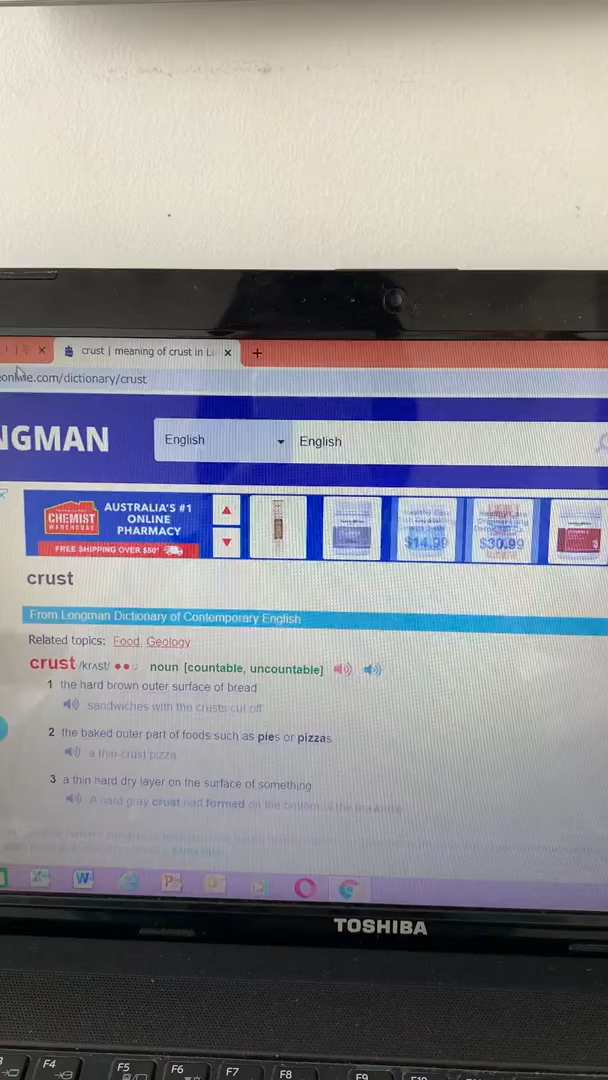 crust | meaning of crust in L
online.com/dictionary/crust
NGMAN
English
English
CHEMIST
WAREHOUSE
AUSTRALIA'S #1
ONLINE
PHARMACY
FREE SHIPPING OVER $50*
$14.99
$30.99
crust
From Longman Dictionary of Contemporary English
Related topics: Food, Geology
crust /krʌst/ ●●○ noun [countable, uncountable]
1 the hard brown outer surface of bread
sandwiches with the crusts cut off
2 the baked outer part of foods such as pies or pizzas
a thin-crust pizza
3 a thin hard dry layer on the surface of something
A hard gray crust had formed on the bottom of the tea kettle
TOSHIBA
F4
F5
F6
F7
F8
F9